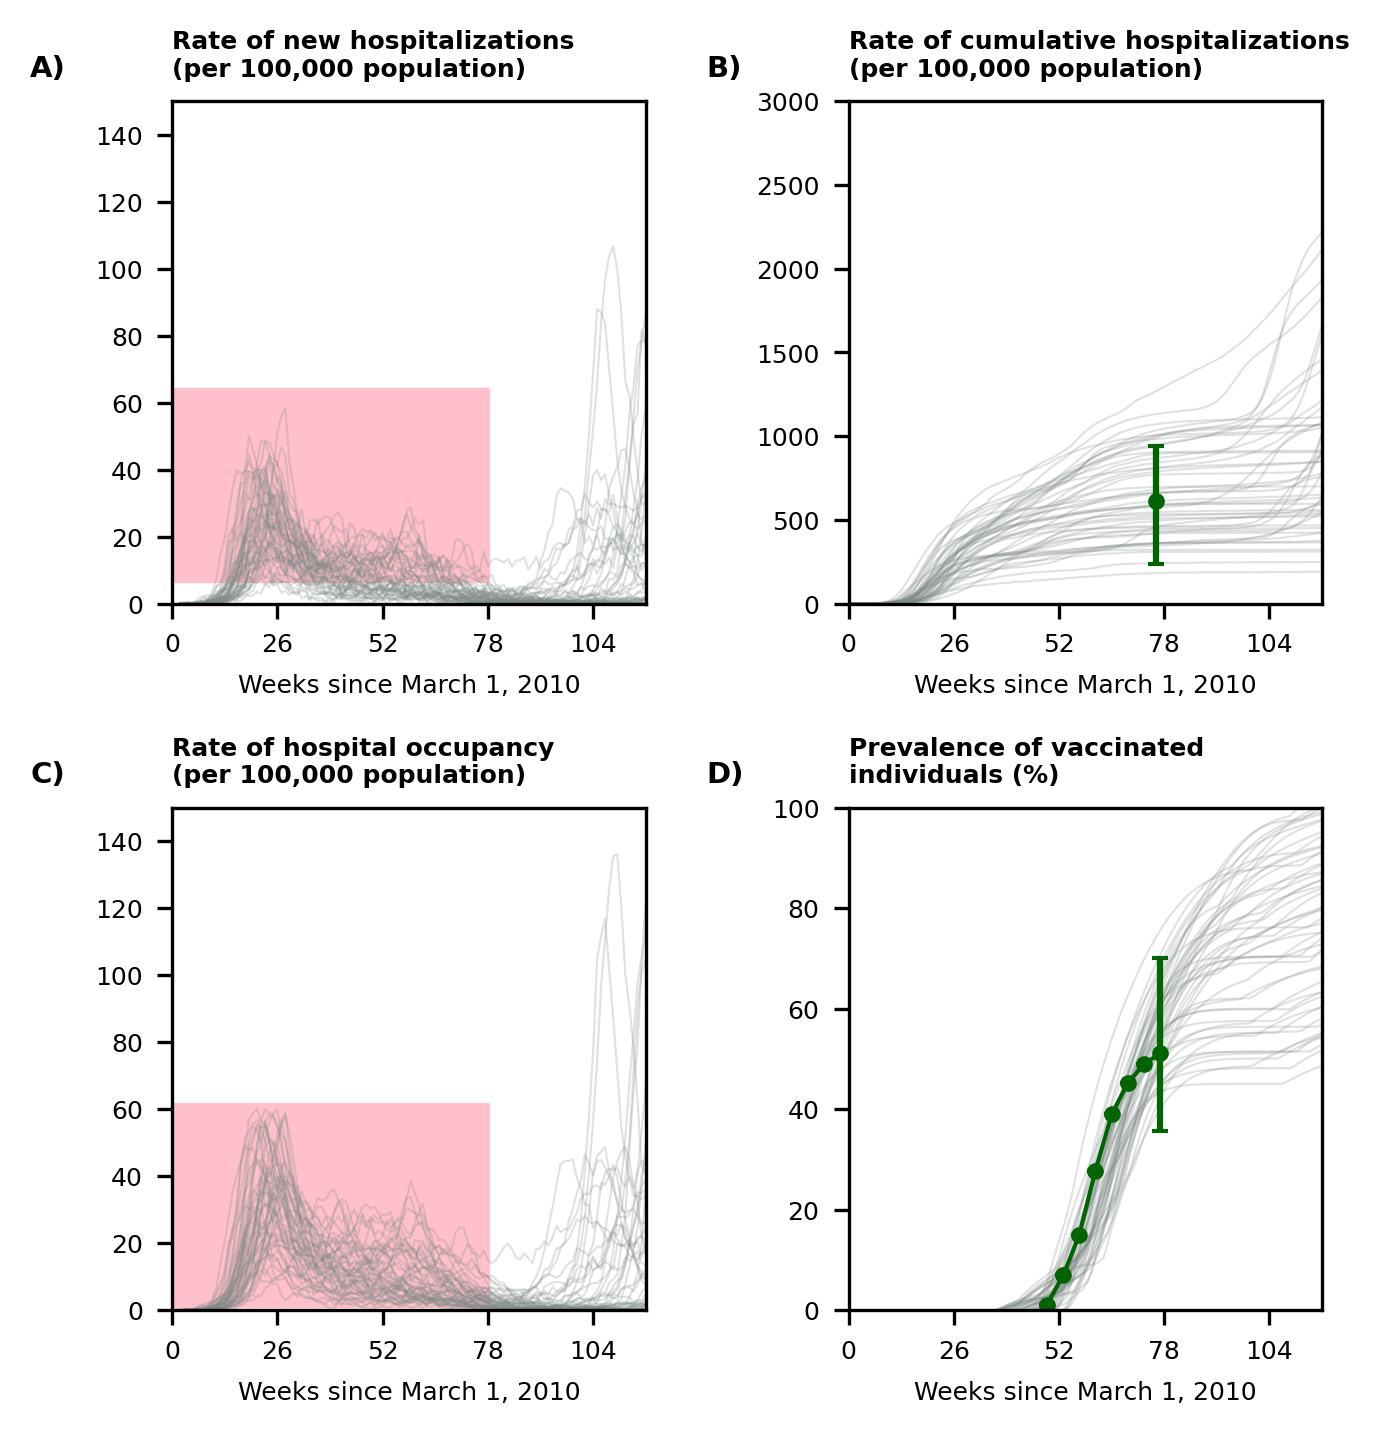 A)
Rate of new hospitalizations
(per 100,000 population)
140
120
100
80
60
40
20
0
0 26 52 78 104
Weeks since March 1, 2010
B)
Rate of cumulative hospitalizations
(per 100,000 population)
3000
2500
2000
1500
1000
500
0
0 26 52 78 104
Weeks since March 1, 2010
C)
Rate of hospital occupancy
(per 100,000 population)
140
120
100
80
60
40
20
0
0 26 52 78 104
Weeks since March 1, 2010
D)
Prevalence of vaccinated
individuals (%)
100
80
60
40
20
0
0 26 52 78 104
Weeks since March 1, 2010